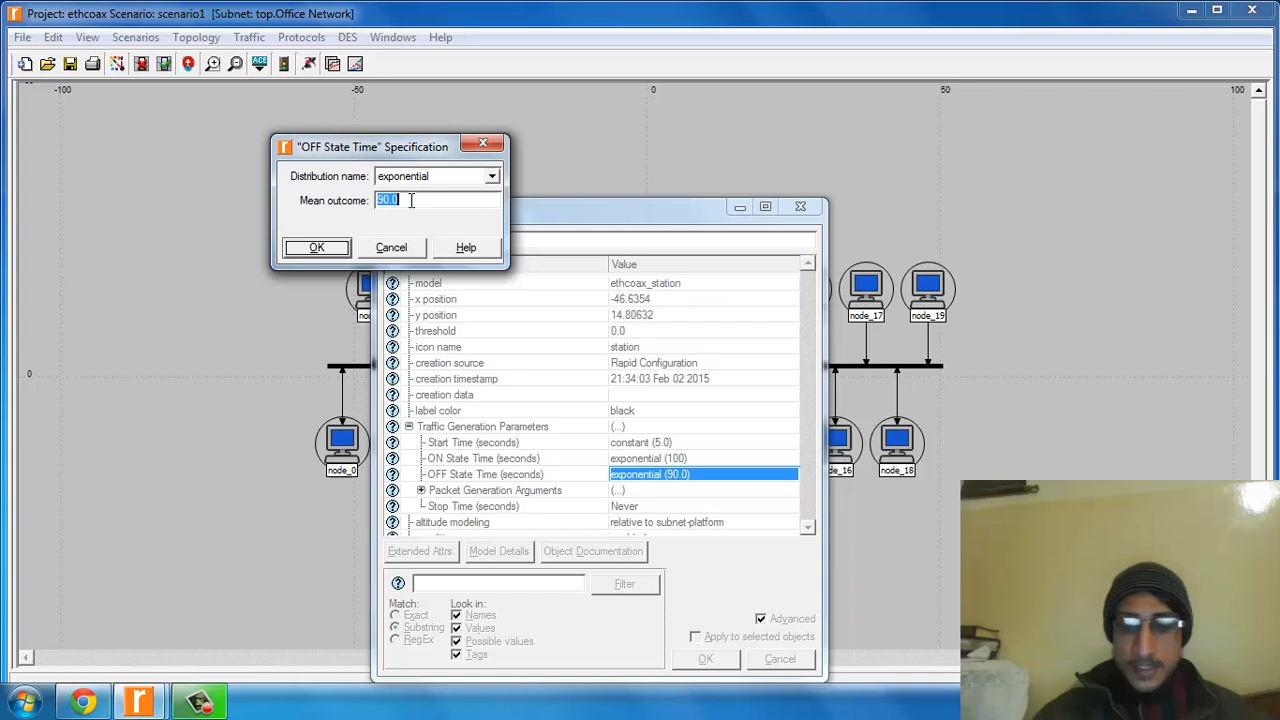 Project: ethcoax Scenario: scenario1 [Subnet: top.Office Network]
File Edit View Scenarios Topology Traffic Protocols DES Windows Help
ACE
-100 -50 0 50 100
0
"OFF State Time" Specification
Distribution name: exponential
Mean outcome: 90.0
OK Cancel Help
Value
model ethcoax_station
x position -46.6354
y position 14.80632
threshold 0.0
icon name station
creation source Rapid Configuration
creation timestamp 21:34:03 Feb 02 2015
creation data
label color black
Traffic Generation Parameters (...)
Start Time (seconds) constant (5.0)
ON State Time (seconds) exponential (100)
OFF State Time (seconds) exponential (90.0)
Packet Generation Arguments (...)
Stop Time (seconds) Never
altitude modeling relative to subnet-platform
Extended Attrs. Model Details Object Documentation
Filter
Match: Look in:
Exact Names
Substring Values
RegEx Possible values
Tags
Advanced
Apply to selected objects
OK Cancel
node_17 node_19
node_0 node_16 node_18